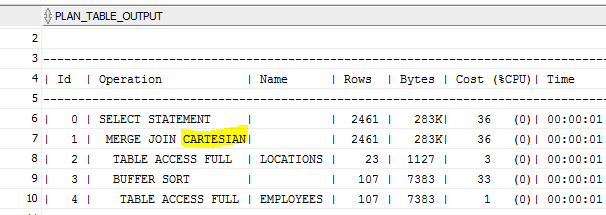 PLAN_TABLE_OUTPUT
2
3 --------------------------------------------------------------------------------
4 | Id  | Operation            | Name      | Rows  | Bytes | Cost (%CPU)| Time
5 --------------------------------------------------------------------------------
6 |   0 | SELECT STATEMENT     |           |  2461 |   283K|    36   (0)| 00:00:01
7 |   1 |  MERGE JOIN CARTESIAN|           |  2461 |   283K|    36   (0)| 00:00:01
8 |   2 |   TABLE ACCESS FULL  | LOCATIONS |    23 |  1127 |     3   (0)| 00:00:01
9 |   3 |   BUFFER SORT        |           |   107 |  7383 |    33   (0)| 00:00:01
10 |   4 |    TABLE ACCESS FULL | EMPLOYEES |   107 |  7383 |     1   (0)| 00:00:01